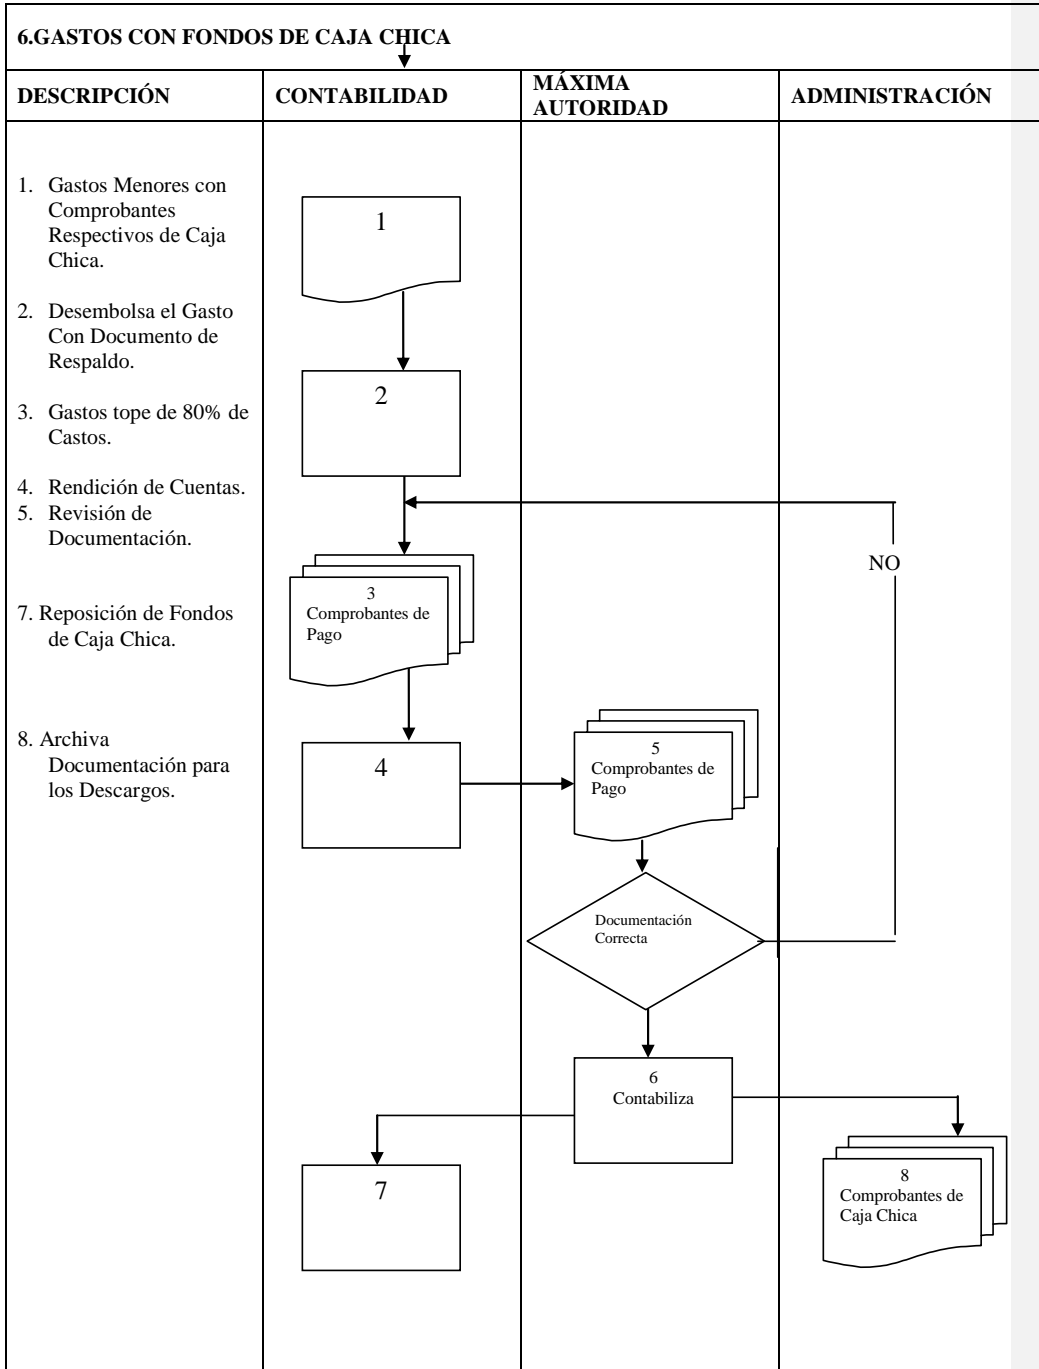 6.GASTOS CON FONDOS DE CAJA CHICA
DESCRIPCIÓN
CONTABILIDAD
MÁXIMA
AUTORIDAD
ADMINISTRACIÓN
1. Gastos Menores con
Comprobantes
Respectivos de Caja
Chica.
2. Desembolsa el Gasto
Con Documento de
Respaldo.
3. Gastos tope de 80% de
Castos.
4. Rendición de Cuentas.
5. Revisión de
Documentación.
7. Reposición de Fondos
de Caja Chica.
8. Archiva
Documentación para
los Descargos.
1
2
NO
3
Comprobantes de
Pago
4
5
Comprobantes de
Pago
Documentación
Correcta
6
Contabiliza
7
8
Comprobantes de
Caja Chica